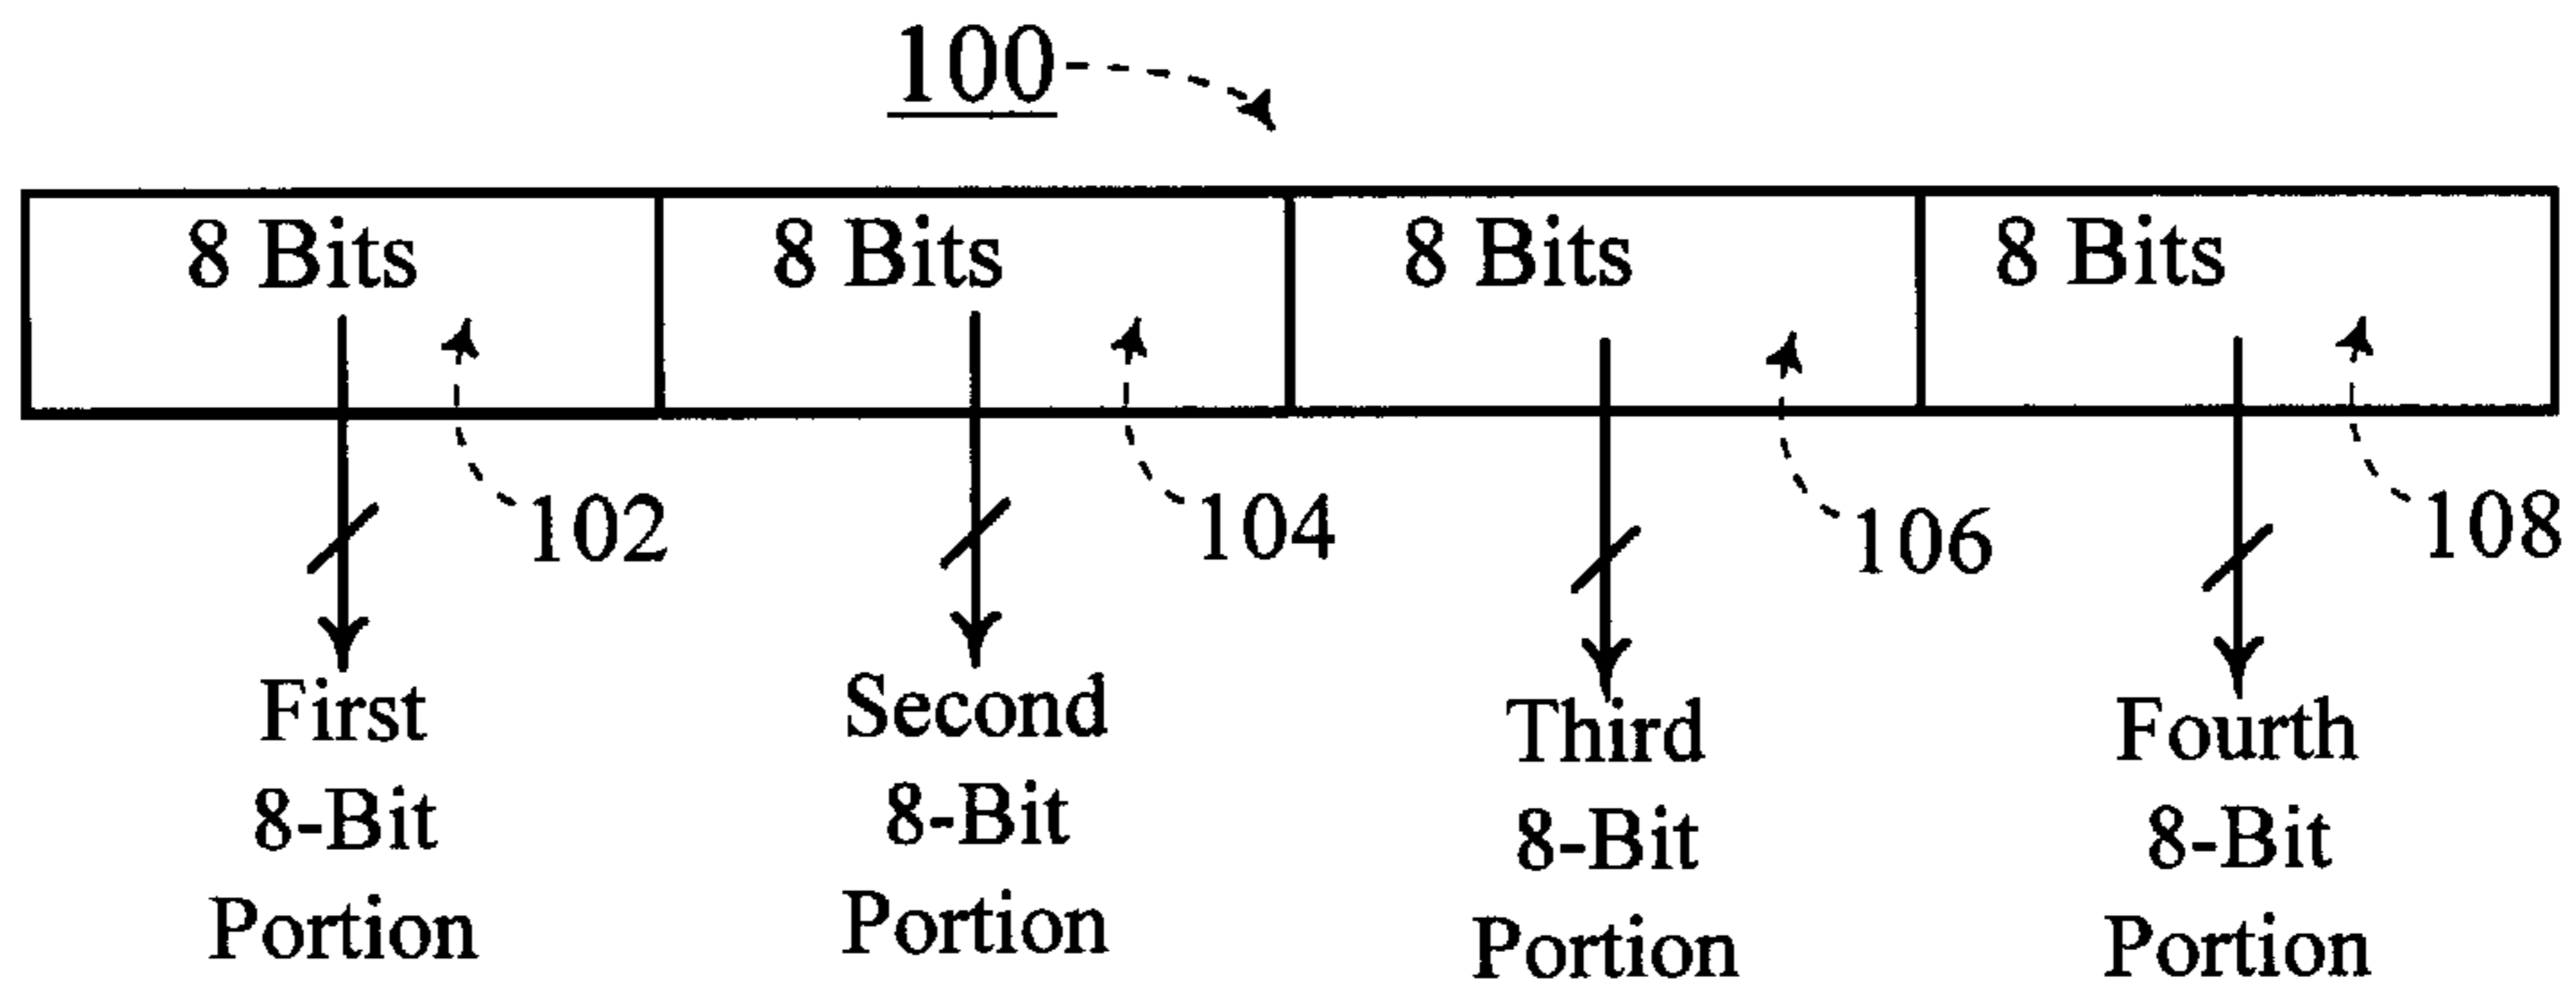 100
8 Bits
8 Bits
8 Bits
8 Bits
102
104
106
108
First
8-Bit
Portion
Second
8-Bit
Portion
Third
8-Bit
Portion
Fourth
8-Bit
Portion